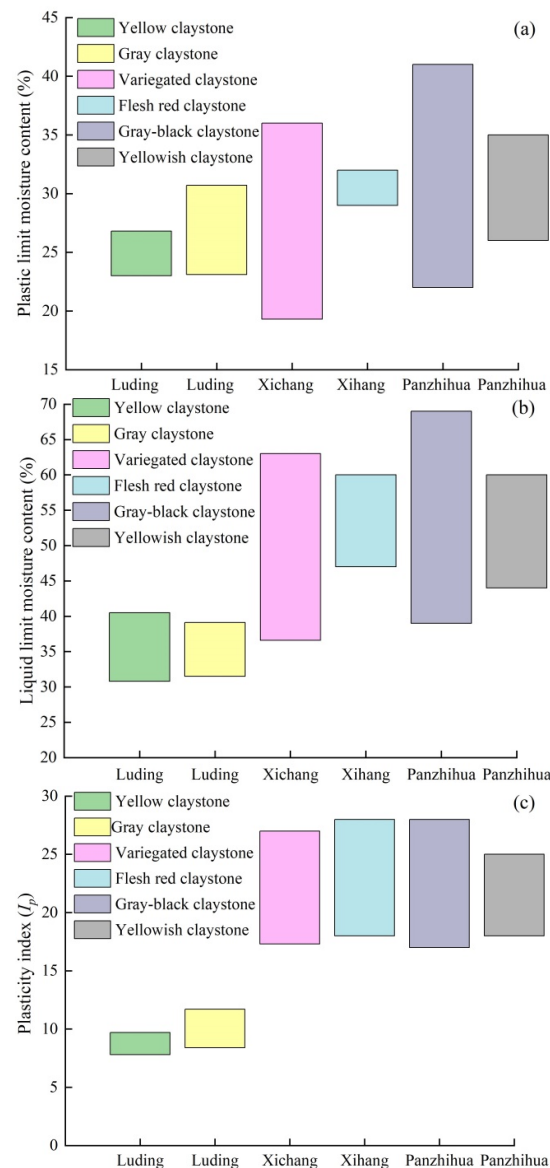 (a)
Plastic limit moisture content (%)
45
40
35
30
25
20
15
Yellow claystone
Gray claystone
Variegated claystone
Flesh red claystone
Gray-black claystone
Yellowish claystone
Luding Luding Xichang Xihang Panzhihua Panzhihua
(b)
Liquid limit moisture content (%)
70
65
60
55
50
45
40
35
30
25
20
Yellow claystone
Gray claystone
Variegated claystone
Flesh red claystone
Gray-black claystone
Yellowish claystone
Luding Luding Xichang Xihang Panzhihua Panzhihua
(c)
Plasticity index (Ip)
30
25
20
15
10
5
0
Yellow claystone
Gray claystone
Variegated claystone
Flesh red claystone
Gray-black claystone
Yellowish claystone
Luding Luding Xichang Xihang Panzhihua Panzhihua